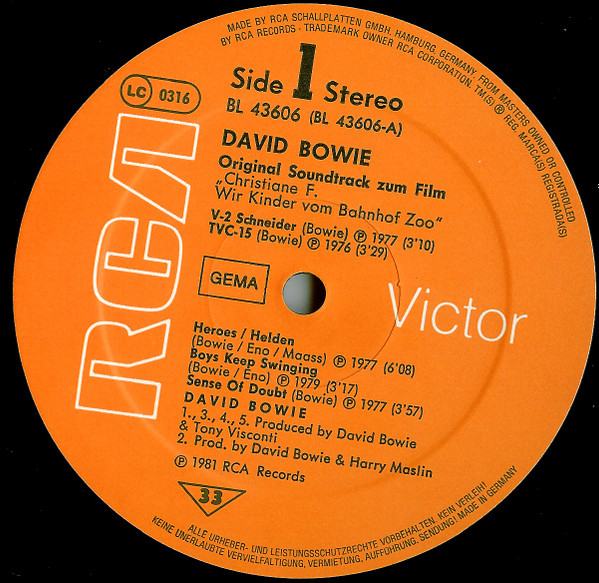 MADE BY RCA SCHALLPLATTEN GMBH, HAMBURG, GERMANY, FROM MASTERS OWNED OR CONTROLLED
BY RCA RECORDS - TRADEMARK OWNER RCA CORPORATION. TM(S) ® REG. MARCA(S) REGISTRADA(S)
Side 1 Stereo
LC 0316
BL 43606 (BL 43606-A)
DAVID BOWIE
Original Soundtrack zum Film
„Christiane F.
Wir Kinder vom Bahnhof Zoo“
V-2 Schneider (Bowie) ℗ 1977 (3'10)
TVC-15 (Bowie) ℗ 1976 (3'29)
RCA
GEMA
Victor
Heroes / Helden
(Bowie / Eno / Maass) ℗ 1977 (6'08)
Boys Keep Swinging
(Bowie / Eno) ℗ 1979 (3'17)
Sense Of Doubt (Bowie) ℗ 1977 (3'57)
DAVID BOWIE
1., 3., 4., 5. Produced by David Bowie
& Tony Visconti
2. Prod. by David Bowie & Harry Maslin
℗ 1981 RCA Records
33
ALLE URHEBER- UND LEISTUNGSSCHUTZRECHTE VORBEHALTEN. KEIN VERLEIH!
KEINE UNERLAUBTE VERVIELFÄLTIGUNG, VERMIETUNG, AUFFÜHRUNG, SENDUNG! MADE IN GERMANY